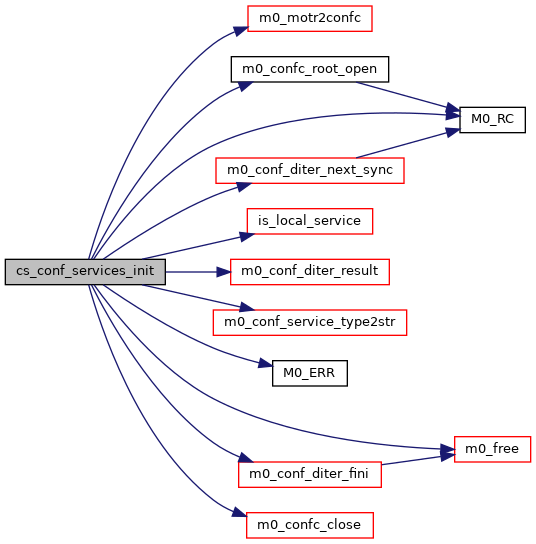 m0_motr2confc
m0_confc_root_open
M0_RC
m0_conf_diter_next_sync
is_local_service
cs_conf_services_init
m0_conf_diter_result
m0_conf_service_type2str
M0_ERR
m0_free
m0_conf_diter_fini
m0_confc_close